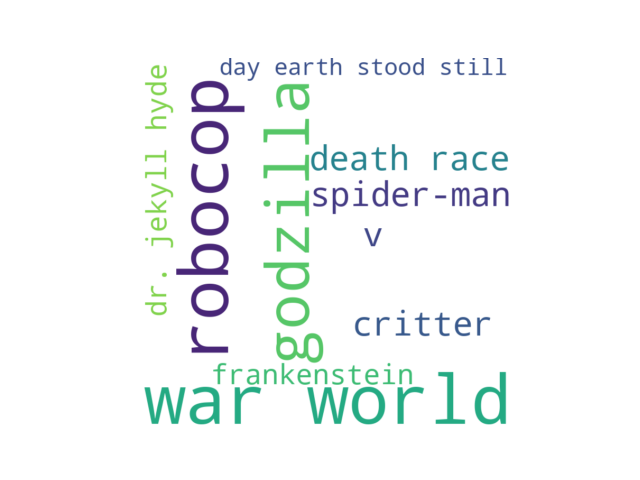 day earth stood still
dr. jekyll hyde
robocop
godzilla
death race
spider-man
v
critter
frankenstein
war world